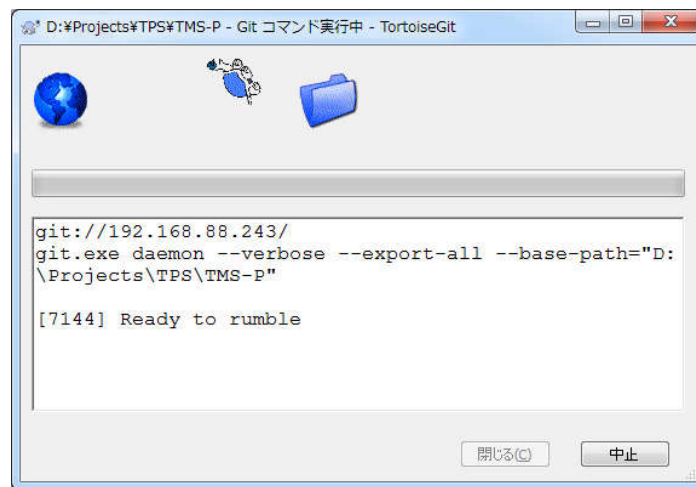 D:¥Projects¥TPS¥TMS-P - Git コマンド実行中 - TortoiseGit
git://192.168.88.243/
git.exe daemon --verbose --export-all --base-path="D:
\Projects\TPS\TMS-P"
[7144] Ready to rumble
閉じる(C)
中止